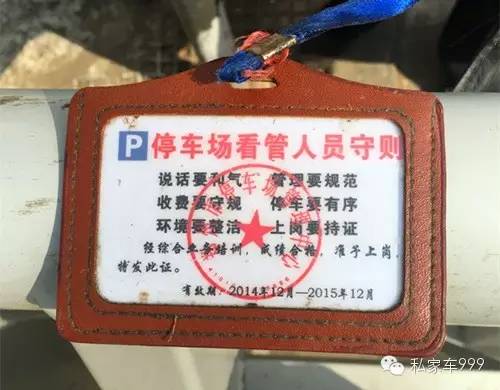 P 停车场看管人员守则
说话要和气 管理要规范
收费要守规 停车要有序
环境要整洁 上岗要持证
经综合业务培训，成绩合格，准予上岗，
特发此证。
有效期：2014年12月—2015年12月
私家车999